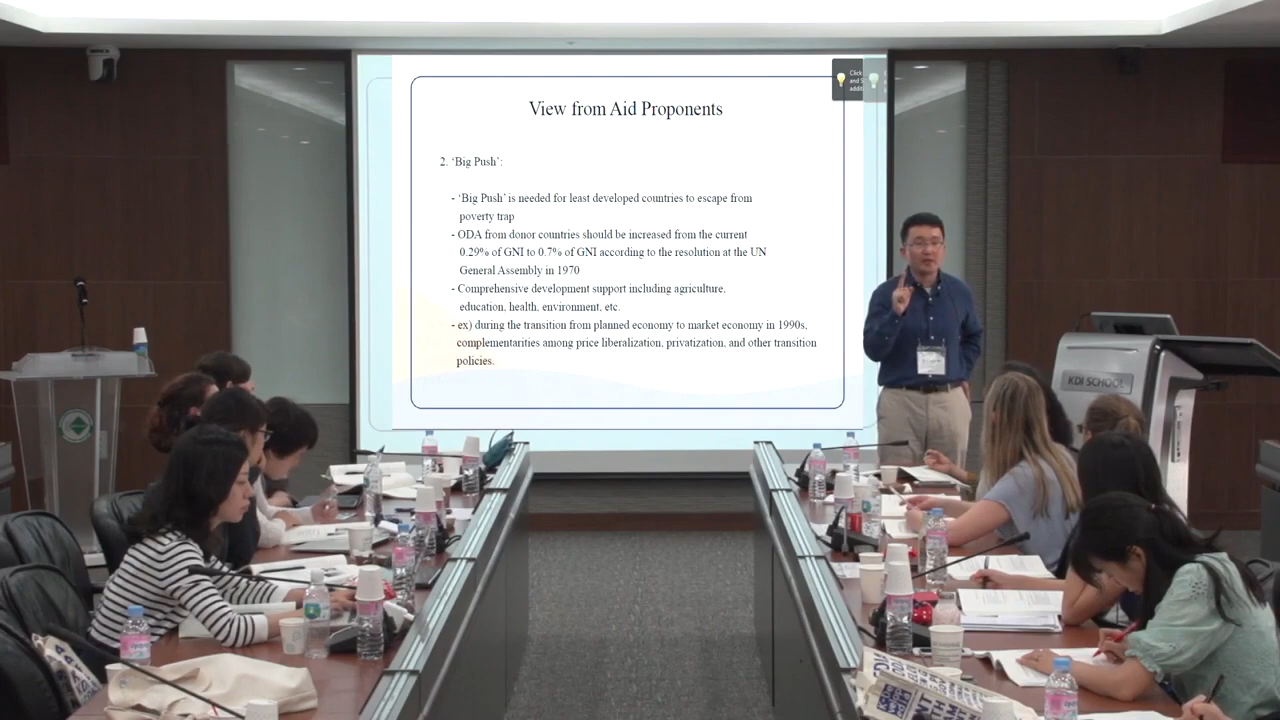 View from Aid Proponents
2. ‘Big Push’:
- ‘Big Push’ is needed for least developed countries to escape from
poverty trap
- ODA from donor countries should be increased from the current
0.29% of GNI to 0.7% of GNI according to the resolution at the UN
General Assembly in 1970
- Comprehensive development support including agriculture,
education, health, environment, etc.
- ex) during the transition from planned economy to market economy in 1990s,
complementarities among price liberalization, privatization, and other transition
policies.
Click
and S
addit
KDI SCHOOL